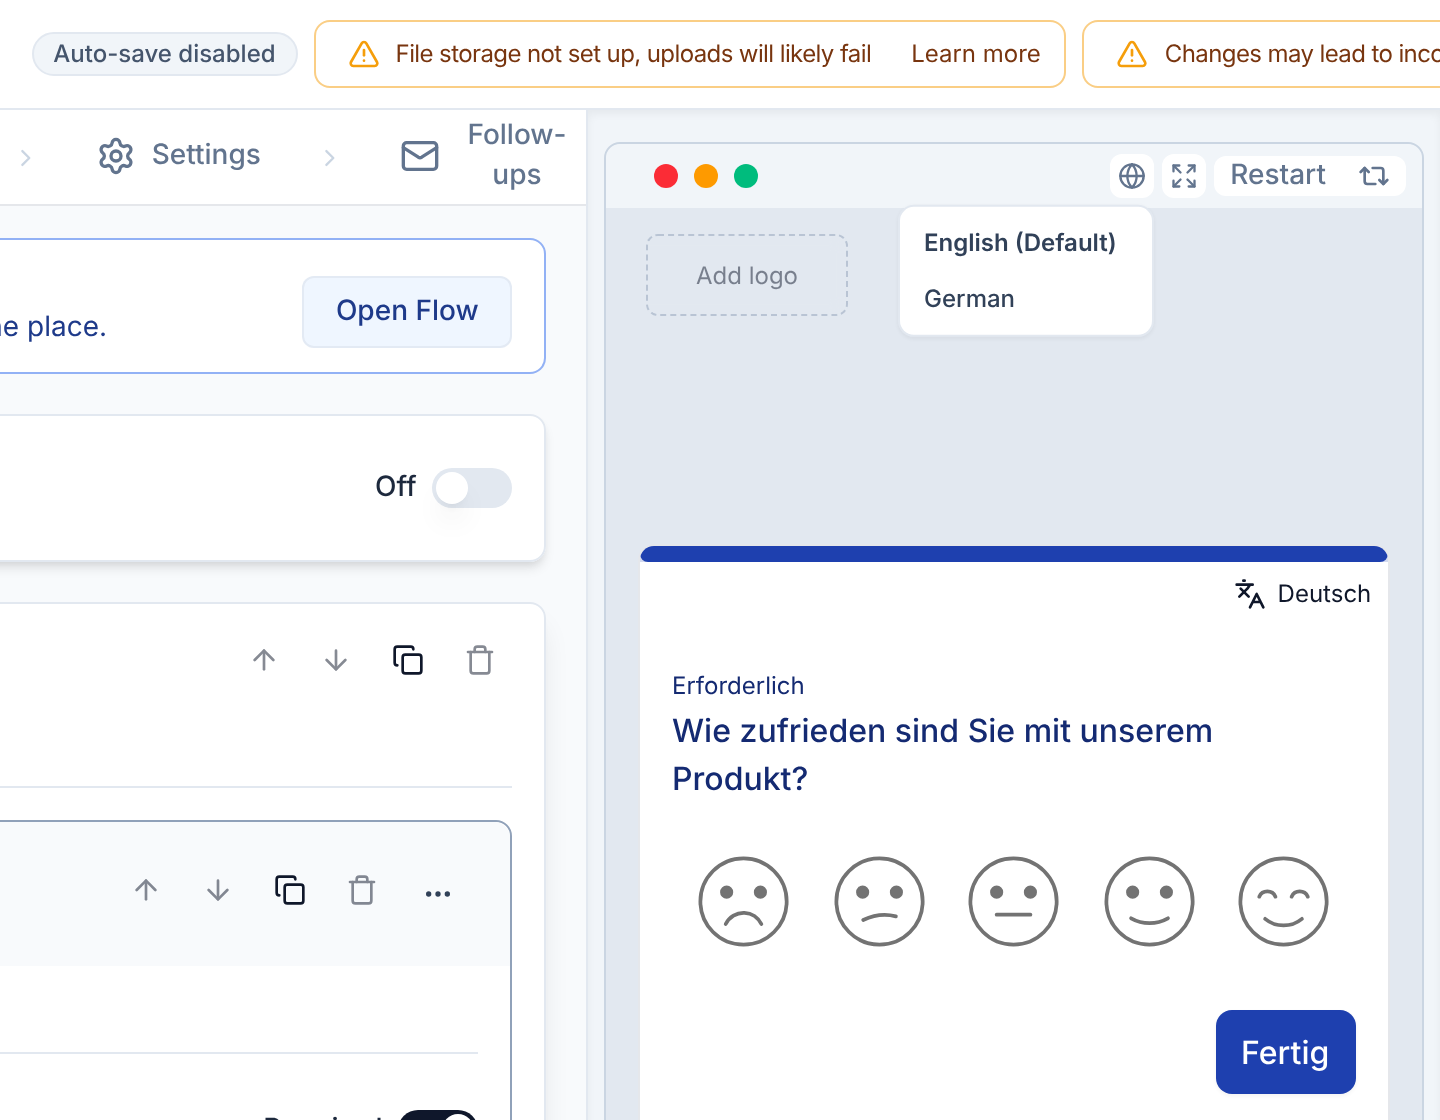 Auto-save disabled
File storage not set up, uploads will likely fail Learn more
Changes may lead to
Settings
Follow-
ups
place.
Open Flow
Off
Restart
Add logo
English (Default)
German
Deutsch
Erforderlich
Wie zufrieden sind Sie mit unserem
Produkt?
Fertig